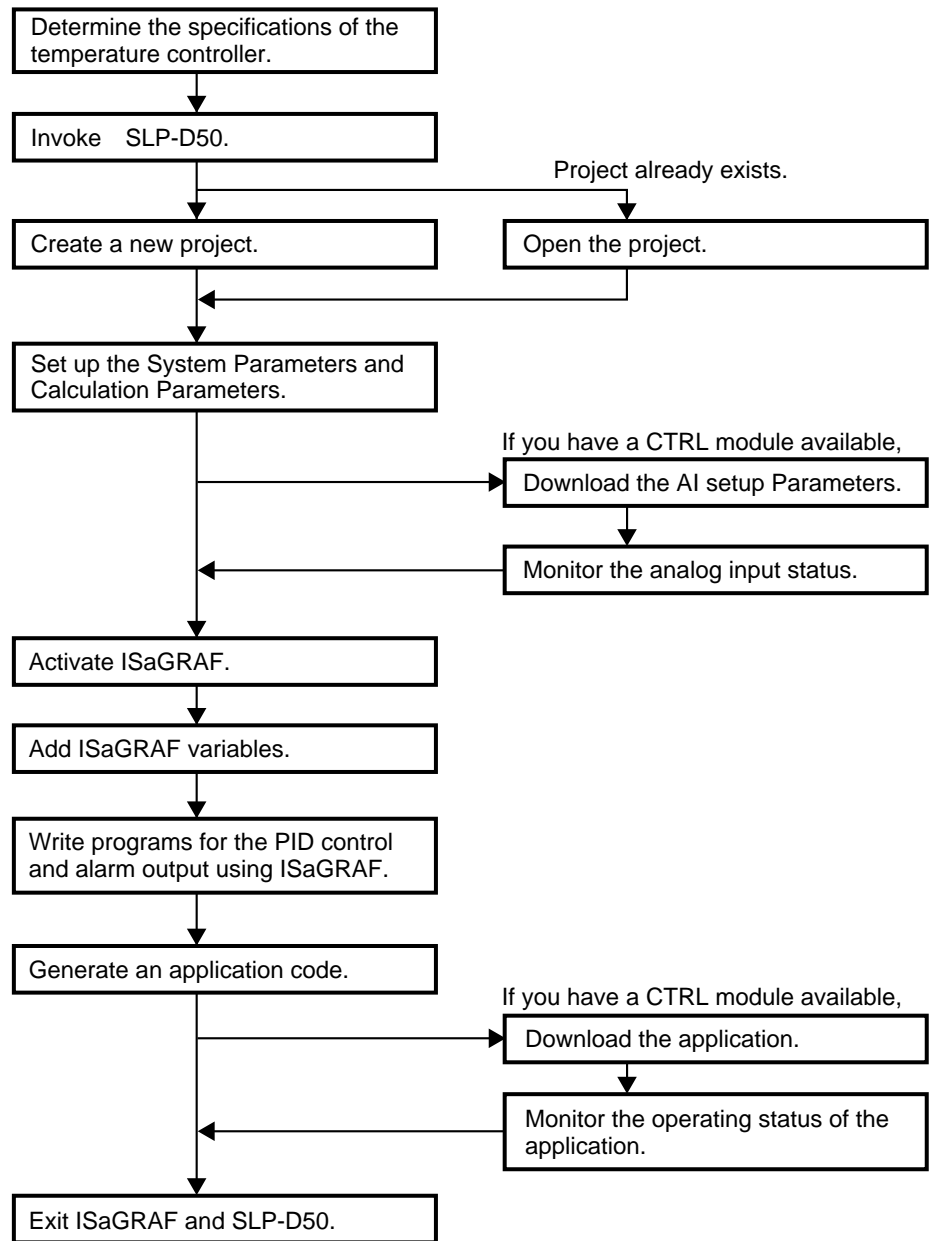 Determine the specifications of the
temperature controller.
Invoke SLP-D50.
Project already exists.
Create a new project.
Open the project.
Set up the System Parameters and
Calculation Parameters.
If you have a CTRL module available,
Download the AI setup Parameters.
Monitor the analog input status.
Activate ISaGRAF.
Add ISaGRAF variables.
Write programs for the PID control
and alarm output using ISaGRAF.
Generate an application code.
If you have a CTRL module available,
Download the application.
Monitor the operating status of the
application.
Exit ISaGRAF and SLP-D50.